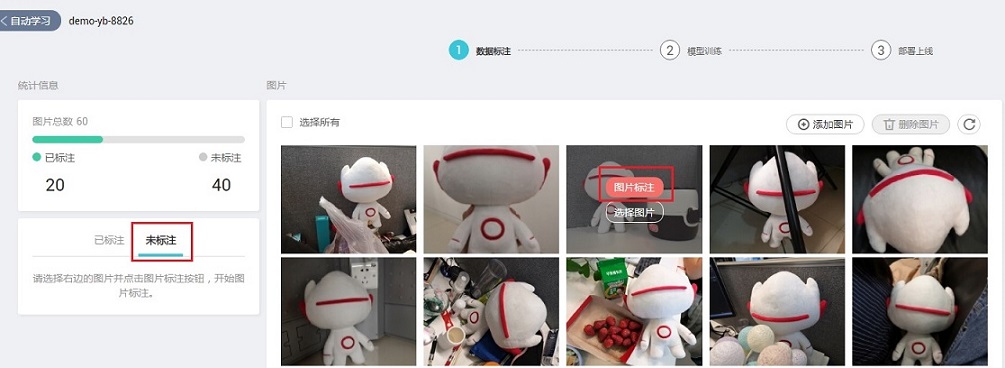 自动学习 demo-yb-8826
1 数据标注 2 模型训练 3 部署上线
统计信息
图片总数 60
已标注 未标注
20 40
已标注 未标注
请选择右边的图片并点击图片标注按钮，开始图
片标注。
图片
选择所有 添加图片 删除图片
图片标注
选择图片